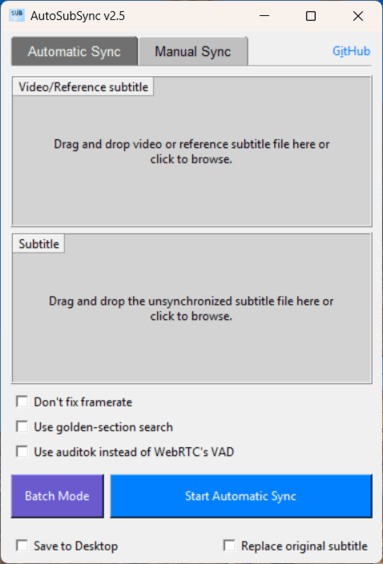 SUB AutoSubSync v2.5
Automatic Sync Manual Sync GitHub
Video/Reference subtitle
Drag and drop video or reference subtitle file here or
click to browse.
Subtitle
Drag and drop the unsynchronized subtitle file here or
click to browse.
Don't fix framerate
Use golden-section search
Use auditok instead of WebRTC's VAD
Batch Mode Start Automatic Sync
Save to Desktop Replace original subtitle